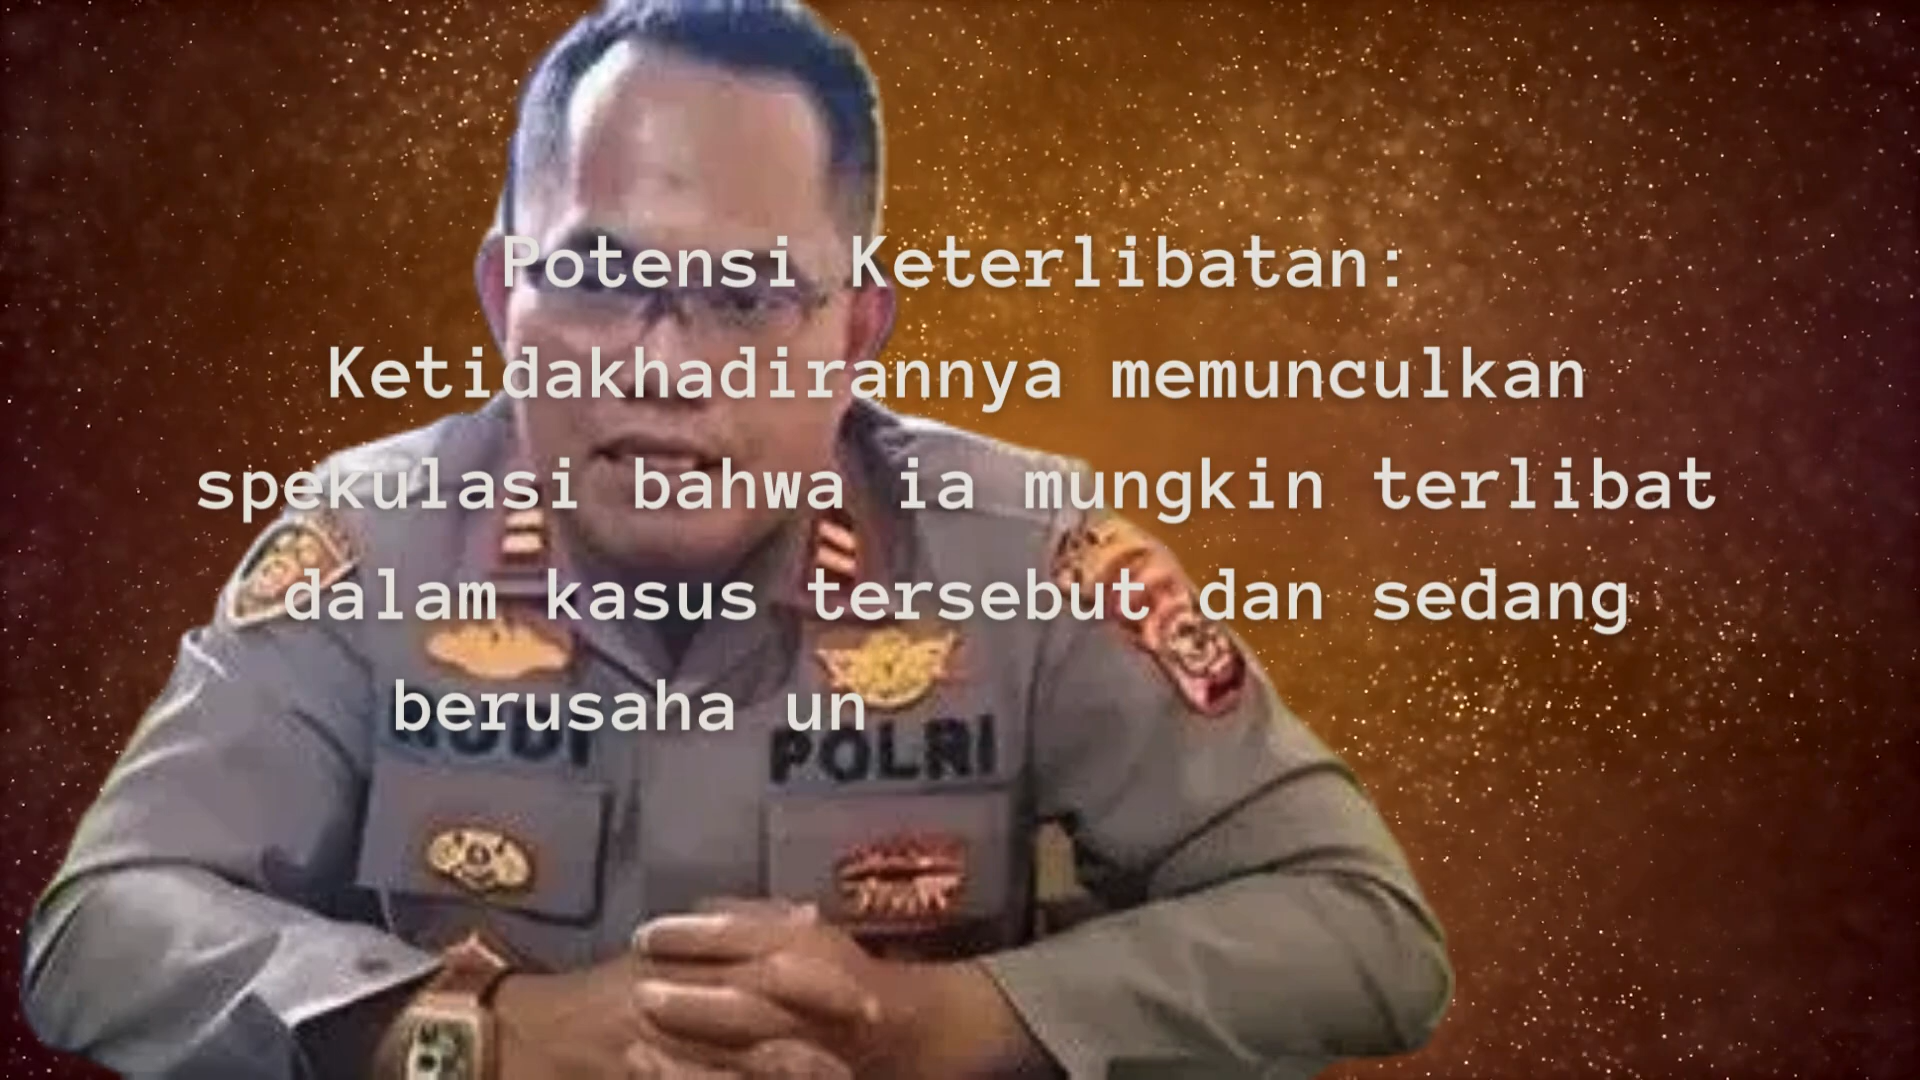 Potensi Keterlibatan:
Ketidakhadirannya memunculkan
spekulasi bahwa ia mungkin terlibat
dalam kasus tersebut dan sedang
berusaha un
POLRI